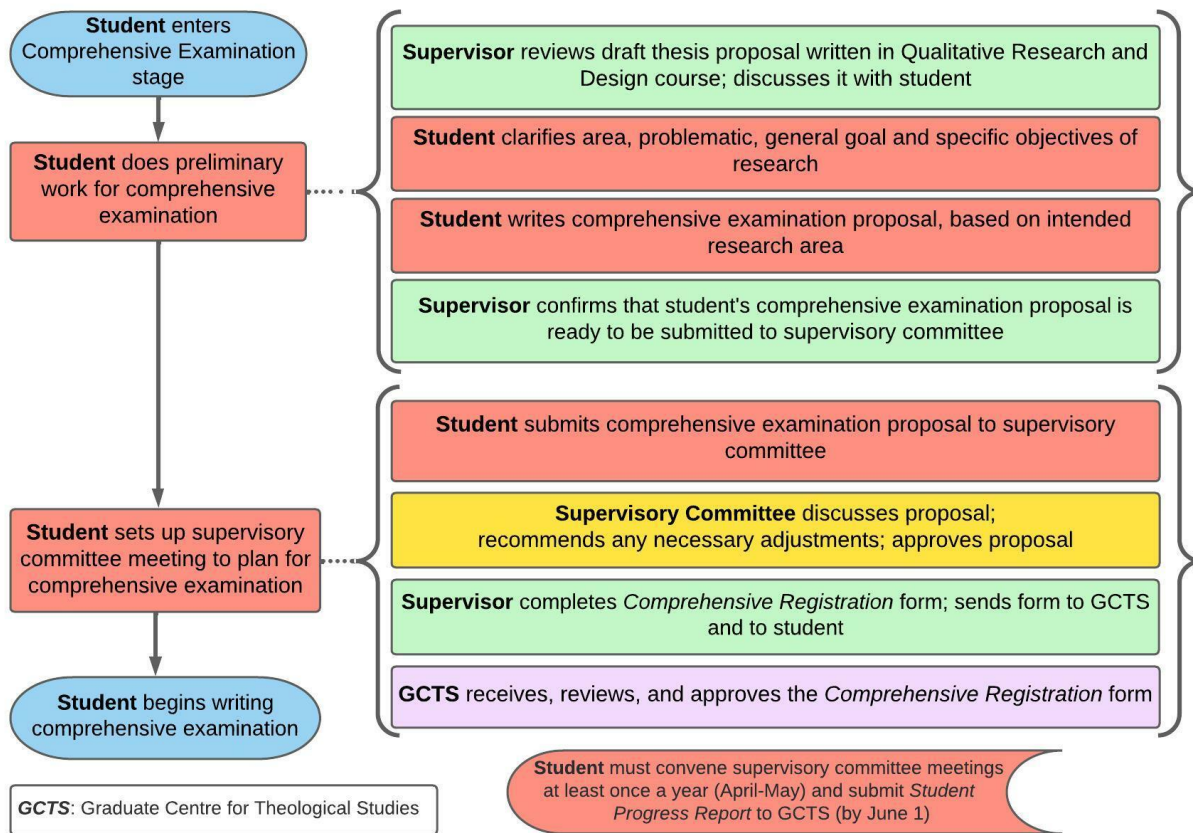 Student enters
Comprehensive Examination
stage
Student does preliminary
work for comprehensive
examination
Supervisor reviews draft thesis proposal written in Qualitative Research and
Design course; discusses it with student
Student clarifies area, problematic, general goal and specific objectives of
research
Student writes comprehensive examination proposal, based on intended
research area
Supervisor confirms that student's comprehensive examination proposal is
ready to be submitted to supervisory committee
Student sets up supervisory
committee meeting to plan for
comprehensive examination
Student submits comprehensive examination proposal to supervisory
committee
Supervisory Committee discusses proposal;
recommends any necessary adjustments; approves proposal
Supervisor completes Comprehensive Registration form; sends form to GCTS
and to student
GCTS receives, reviews, and approves the Comprehensive Registration form
Student begins writing
comprehensive examination
GCTS: Graduate Centre for Theological Studies
Student must convene supervisory committee meetings
at least once a year (April-May) and submit Student
Progress Report to GCTS (by June 1)